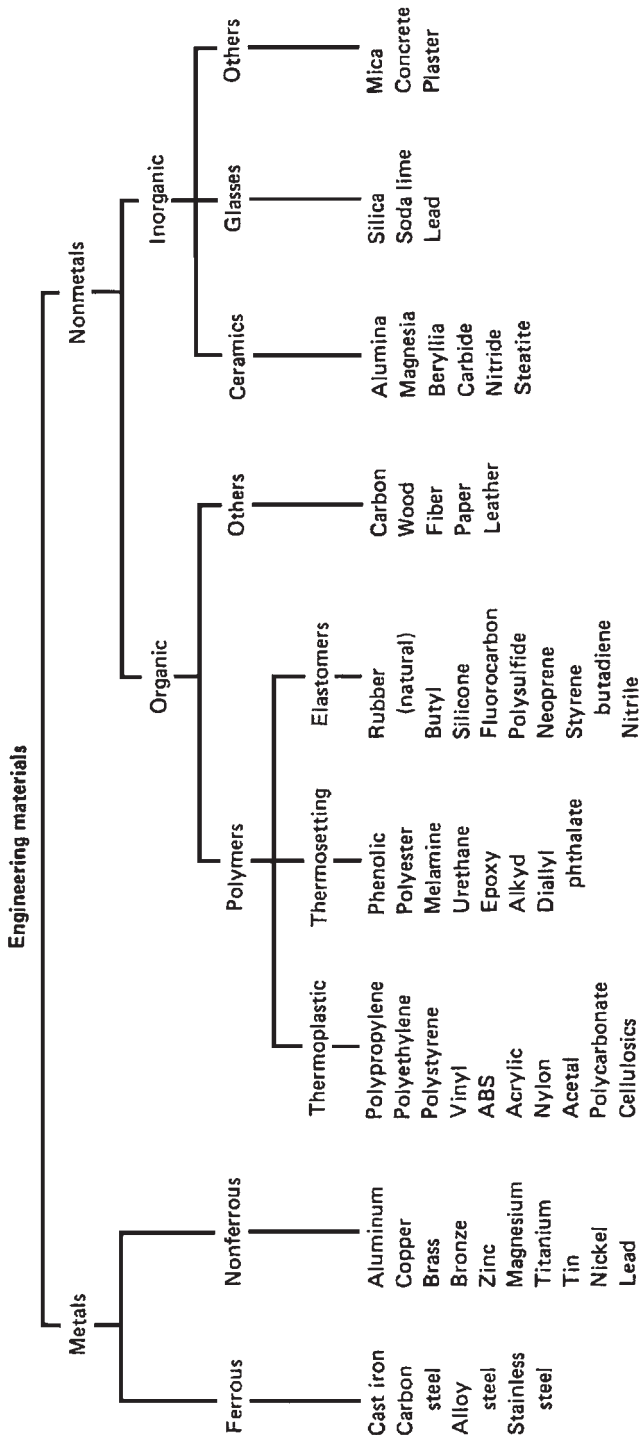 Engineering materials
Metals
Nonmetals
Ferrous
Nonferrous
Organic
Inorganic
Polymers
Others
Ceramics
Glasses
Others
Thermoplastic
Thermosetting
Elastomers
Cast iron
Carbon
steel
Alloy
steel
Stainless
steel
Aluminum
Copper
Brass
Bronze
Zinc
Magnesium
Titanium
Tin
Nickel
Lead
Polypropylene
Polyethylene
Polystyrene
Vinyl
ABS
Acrylic
Nylon
Acetal
Polycarbonate
Cellulosics
Phenolic
Polyester
Melamine
Urethane
Epoxy
Alkyd
Diallyl
phthalate
Rubber
(natural)
Butyl
Silicone
Fluorocarbon
Polysulfide
Neoprene
Styrene
butadiene
Nitrile
Carbon
Wood
Fiber
Paper
Leather
Alumina
Magnesia
Beryllia
Carbide
Nitride
Steatite
Silica
Soda lime
Lead
Mica
Concrete
Plaster